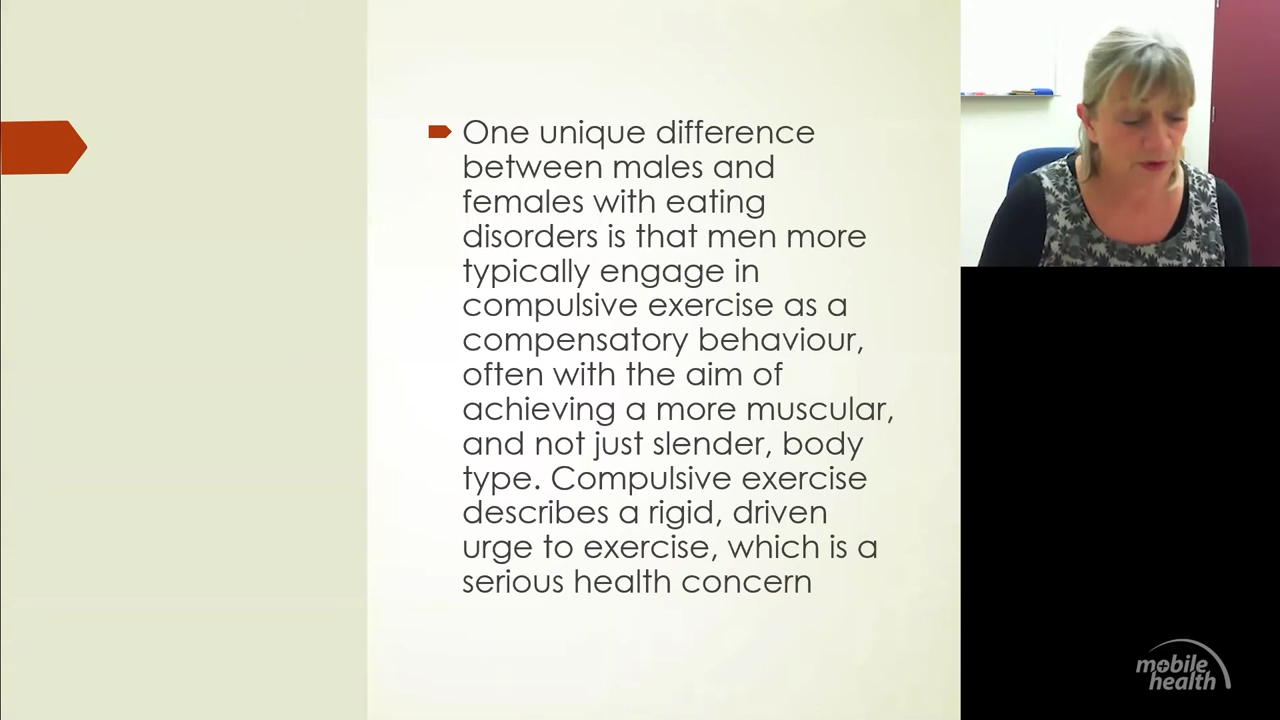 One unique difference
between males and
females with eating
disorders is that men more
typically engage in
compulsive exercise as a
compensatory behaviour,
often with the aim of
achieving a more muscular,
and not just slender, body
type. Compulsive exercise
describes a rigid, driven
urge to exercise, which is a
serious health concern
mobile
health